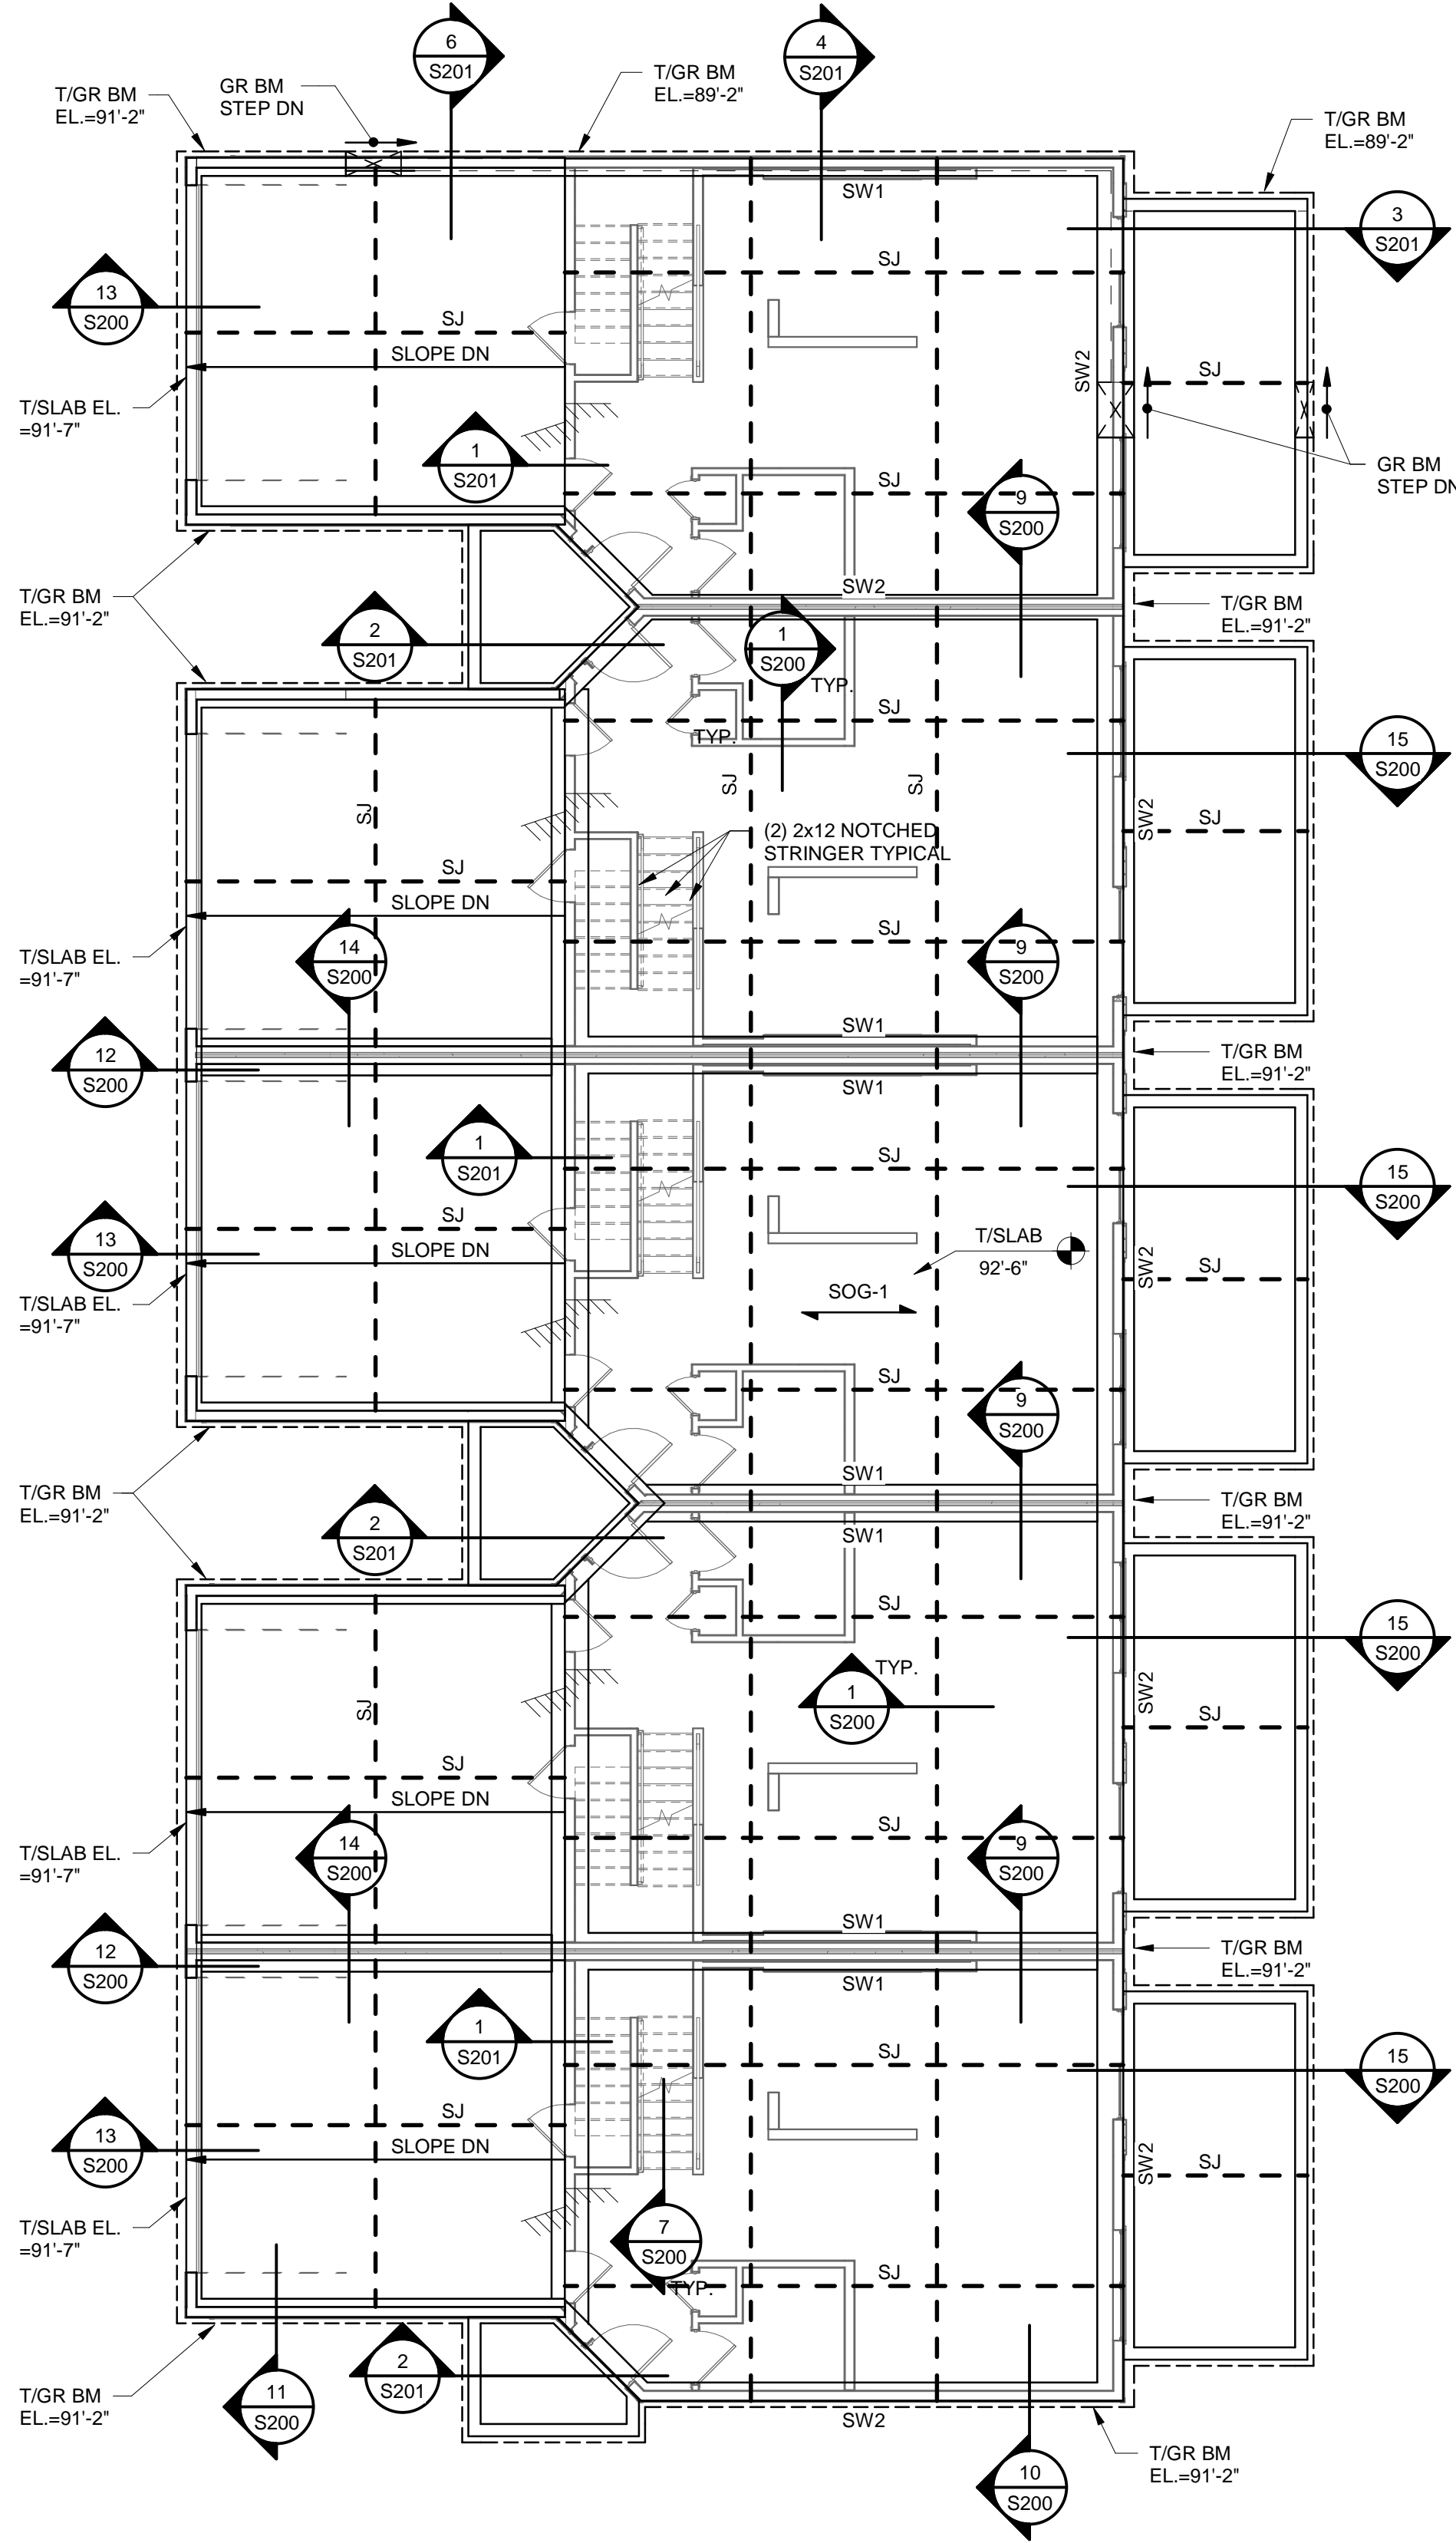 6
S201
4
S201
T/GR BM
EL.=91'-2"
GR BM
STEP DN
T/GR BM
EL.=89'-2"
T/GR BM
EL.=89'-2"
SW1
3
S201
SJ
13
S200
SJ
SLOPE DN
SW2
SJ
T/SLAB EL.
=91'-7"
1
S201
SJ
9
S200
GR BM
STEP DN
T/GR BM
EL.=91'-2"
SW2
T/GR BM
EL.=91'-2"
2
S201
1
S200
TYP.
SJ
TYP.
15
S200
SJ
SJ
SJ
SW2
SJ
(2) 2x12 NOTCHED
STRINGER TYPICAL
SJ
SLOPE DN
SJ
14
S200
9
S200
T/SLAB EL.
=91'-7"
SW1
12
S200
T/GR BM
EL.=91'-2"
SW1
1
S201
SJ
15
S200
SJ
13
S200
SLOPE DN
T/SLAB
92'-6"
SW2
SJ
SOG-1
T/SLAB EL.
=91'-7"
SJ
9
S200
SW1
T/GR BM
EL.=91'-2"
T/GR BM
EL.=91'-2"
2
S201
SW1
SJ
15
S200
TYP.
1
S200
SJ
SW2
SJ
SJ
SLOPE DN
SJ
14
S200
9
S200
T/SLAB EL.
=91'-7"
SW1
12
S200
T/GR BM
EL.=91'-2"
SW1
1
S201
SJ
15
S200
SJ
13
S200
SLOPE DN
SW2
SJ
T/SLAB EL.
=91'-7"
7
S200
TYP.
SJ
2
S201
T/GR BM
EL.=91'-2"
11
S200
SW2
T/GR BM
EL.=91'-2"
10
S200